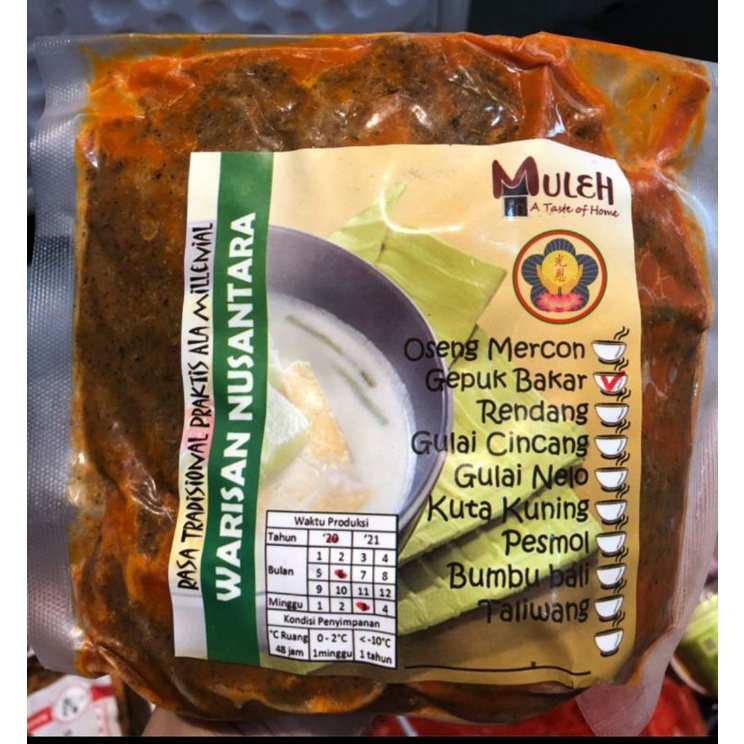 MULEH
A Taste of Home
光
恩
RASA TRADISIONAL PRAKTIS ALA MILLENIAL
WARISAN NUSANTARA
Oseng Mercon
Gepuk Bakar
Rendang
Gulai Cincang
Gulai Nelo
Kuta Kuning
Pesmol
Bumbu bali
Taliwang
Waktu Produksi
Tahun '20 '21
1 2 3 4
Bulan 5 7 8
9 10 11 12
Minggu 1 2 4
Kondisi Penyimpanan
°C Ruang 0 - 2°C < -10°C
48 jam 1minggu 1 tahun